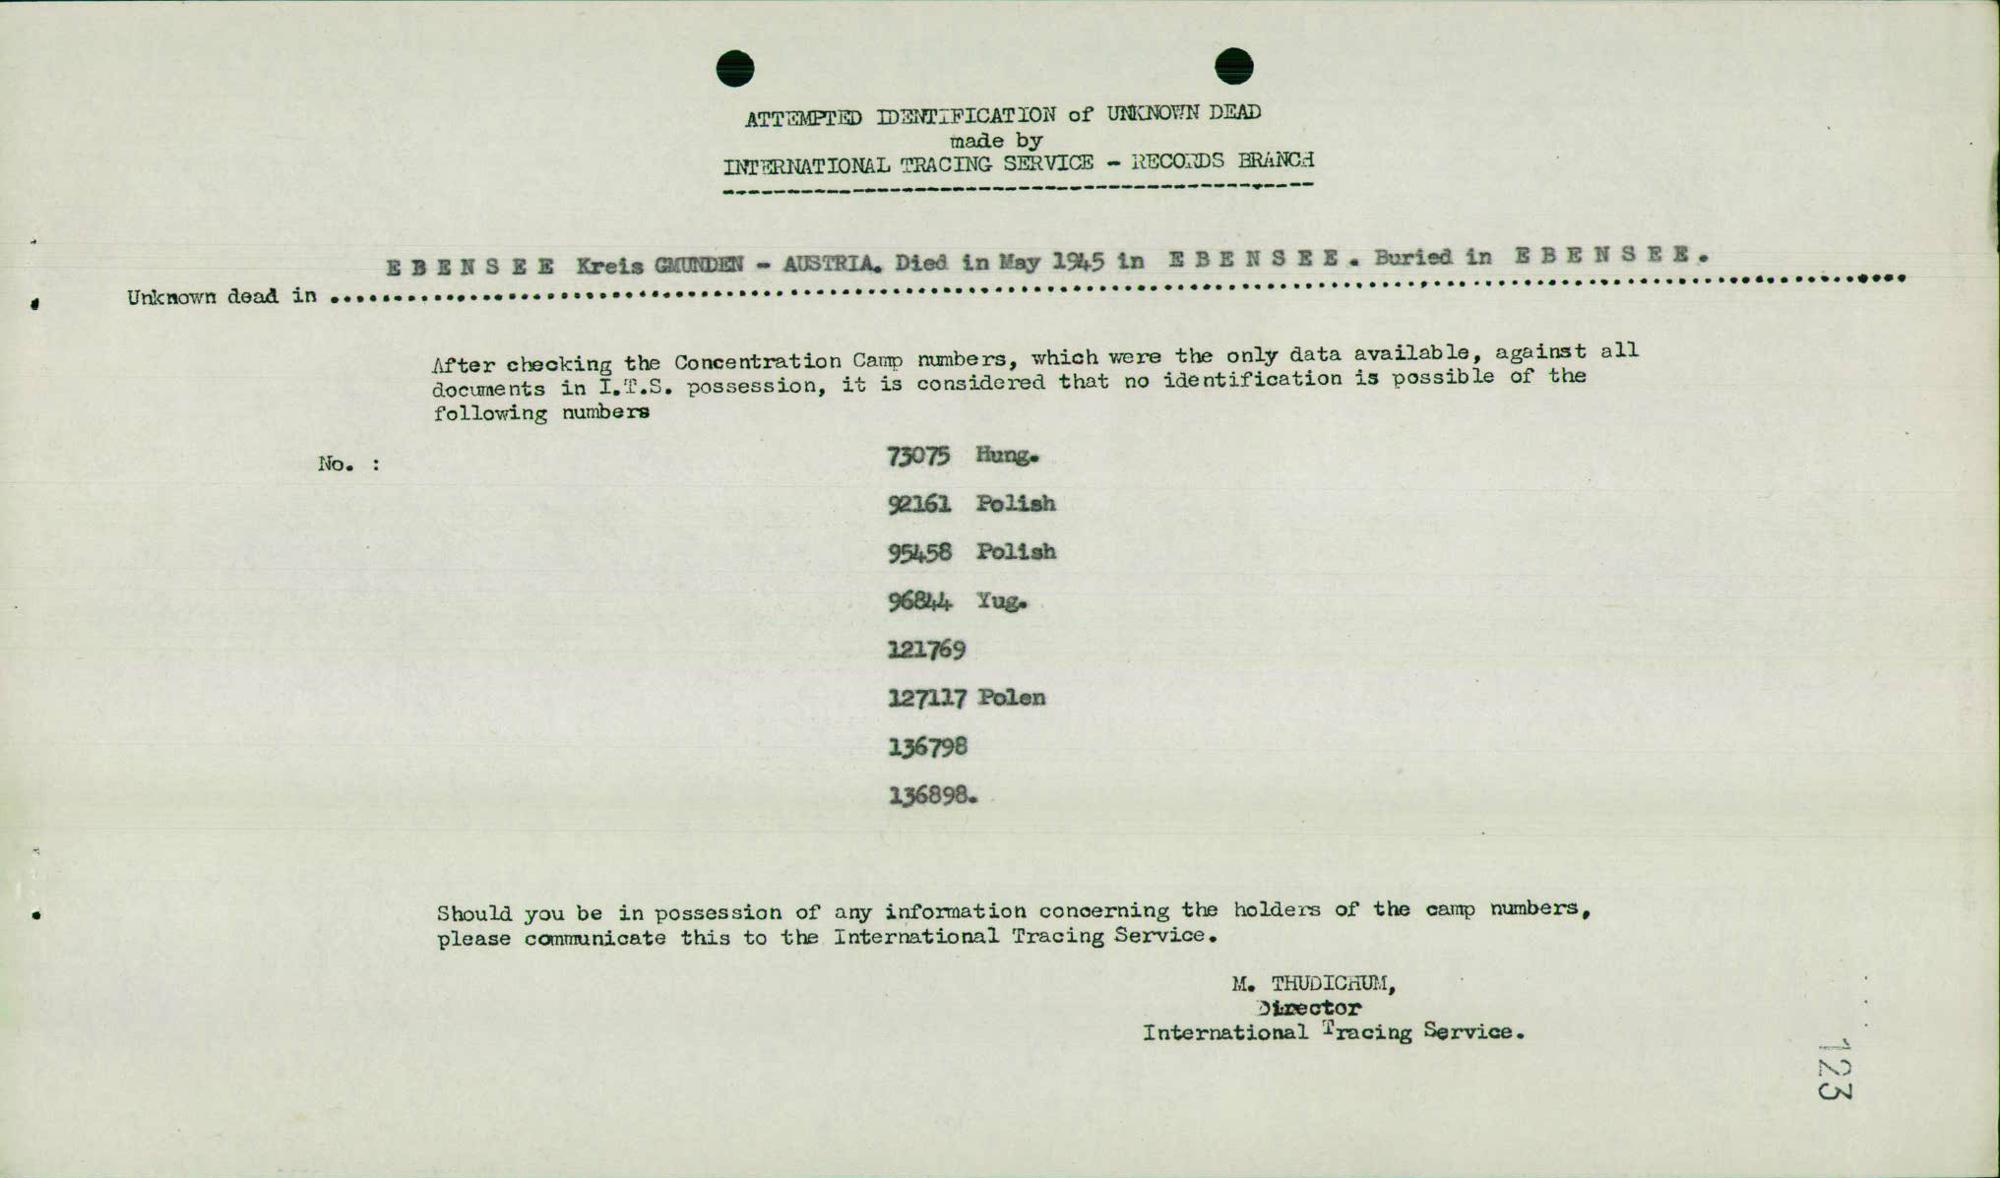 ATTEMPTED IDENTIFICATION of UNKNOWN DEAD
made by
INTERNATIONAL TRACING SERVICE - RECORDS BRANCH
----------------------------------------------
E B E N S E E Kreis GMUNDEN - AUSTRIA. Died in May 1945 in E B E N S E E . Buried in E B E N S E E .
Unknown dead in ....................................................................................................
After checking the Concentration Camp numbers, which were the only data available, against all
documents in I.T.S. possession, it is considered that no identification is possible of the
following numbers
No. : 73075 Hung.
92161 Polish
95458 Polish
96844 Yug.
121769
127117 Polen
136798
136898.
Should you be in possession of any information concerning the holders of the camp numbers,
please communicate this to the International Tracing Service.
M. THUDICHUM,
Director
International Tracing Service.
123